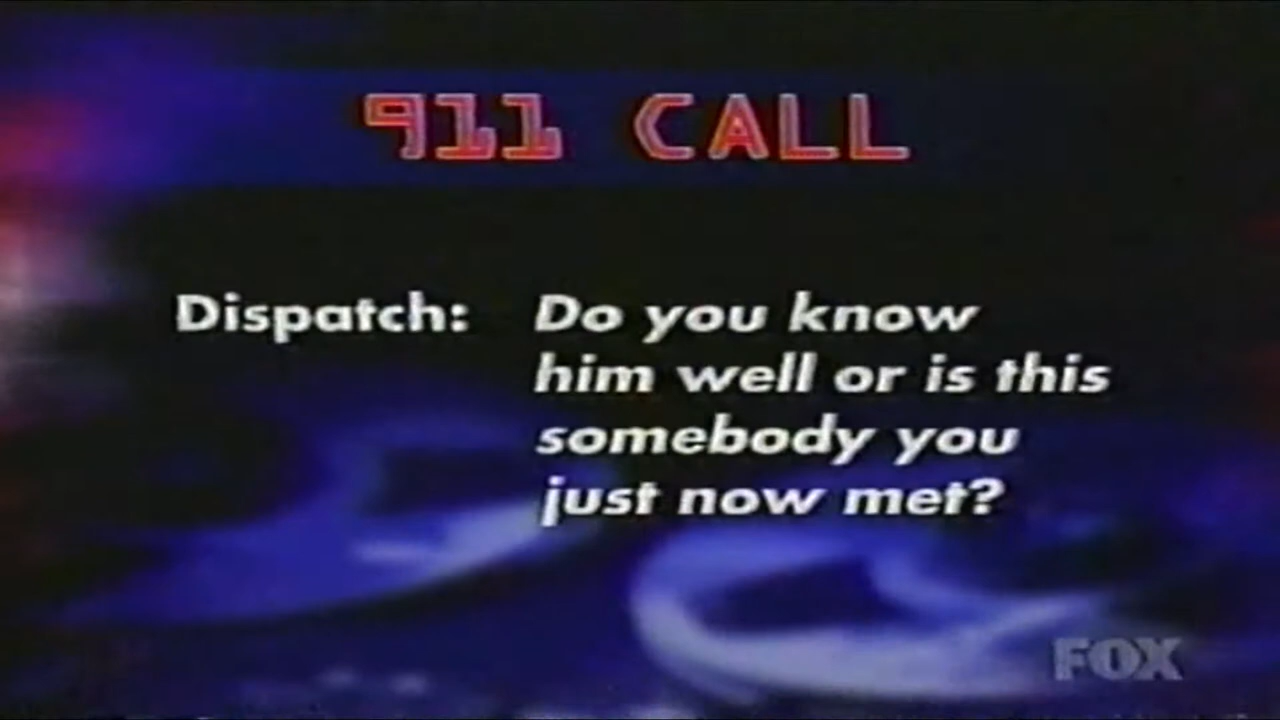 911 CALL
Dispatch: Do you know
him well or is this
somebody you
just now met?
FOX